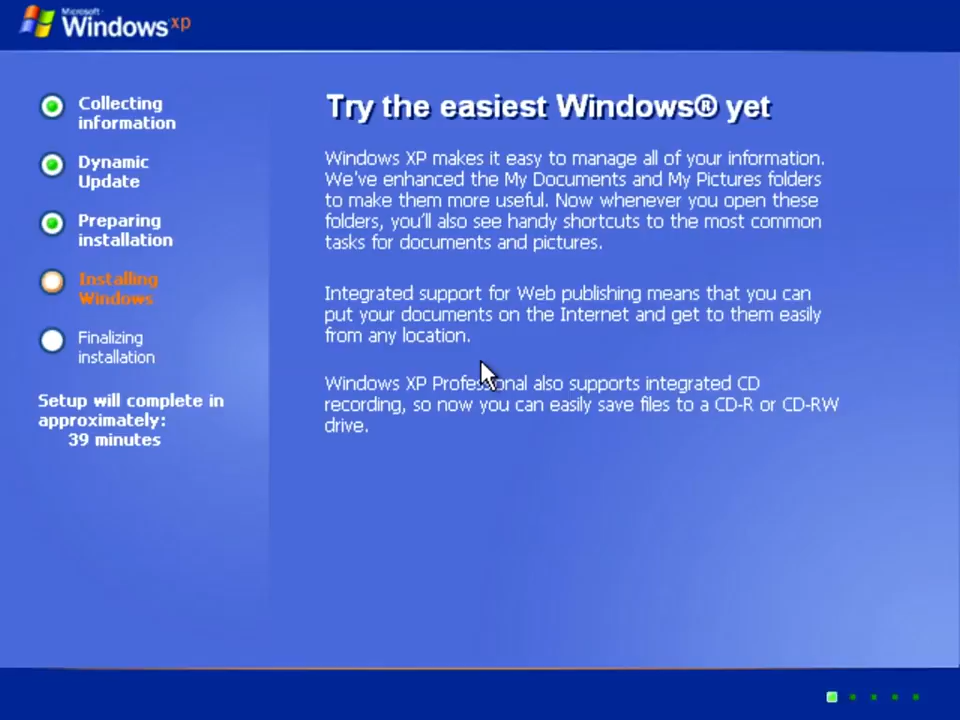 Microsoft
Windows xp
Collecting
information
Dynamic
Update
Preparing
installation
Installing
Windows
Finalizing
installation
Setup will complete in
approximately:
39 minutes
Try the easiest Windows® yet
Windows XP makes it easy to manage all of your information.
We've enhanced the My Documents and My Pictures folders
to make them more useful. Now whenever you open these
folders, you'll also see handy shortcuts to the most common
tasks for documents and pictures.
Integrated support for Web publishing means that you can
put your documents on the Internet and get to them easily
from any location.
Windows XP Professional also supports integrated CD
recording, so now you can easily save files to a CD-R or CD-RW
drive.